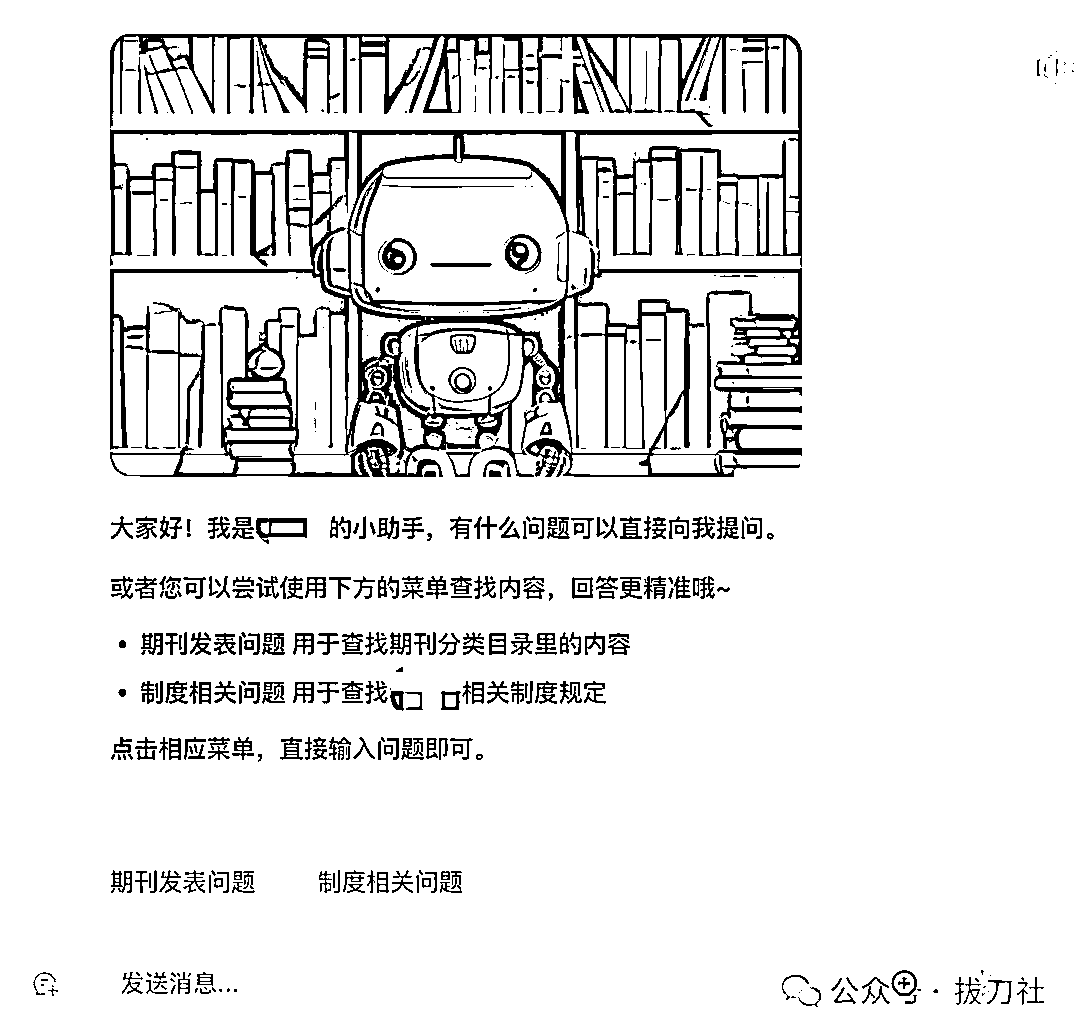 大家好！我是 的小助手，有什么问题可以直接向我提问。
或者您可以尝试使用下方的菜单查找内容，回答更精准哦~
• 期刊发表问题 用于查找期刊分类目录里的内容
• 制度相关问题 用于查找 相关制度规定
点击相应菜单，直接输入问题即可。
期刊发表问题 制度相关问题
发送消息...
公众号 · 拔刀社